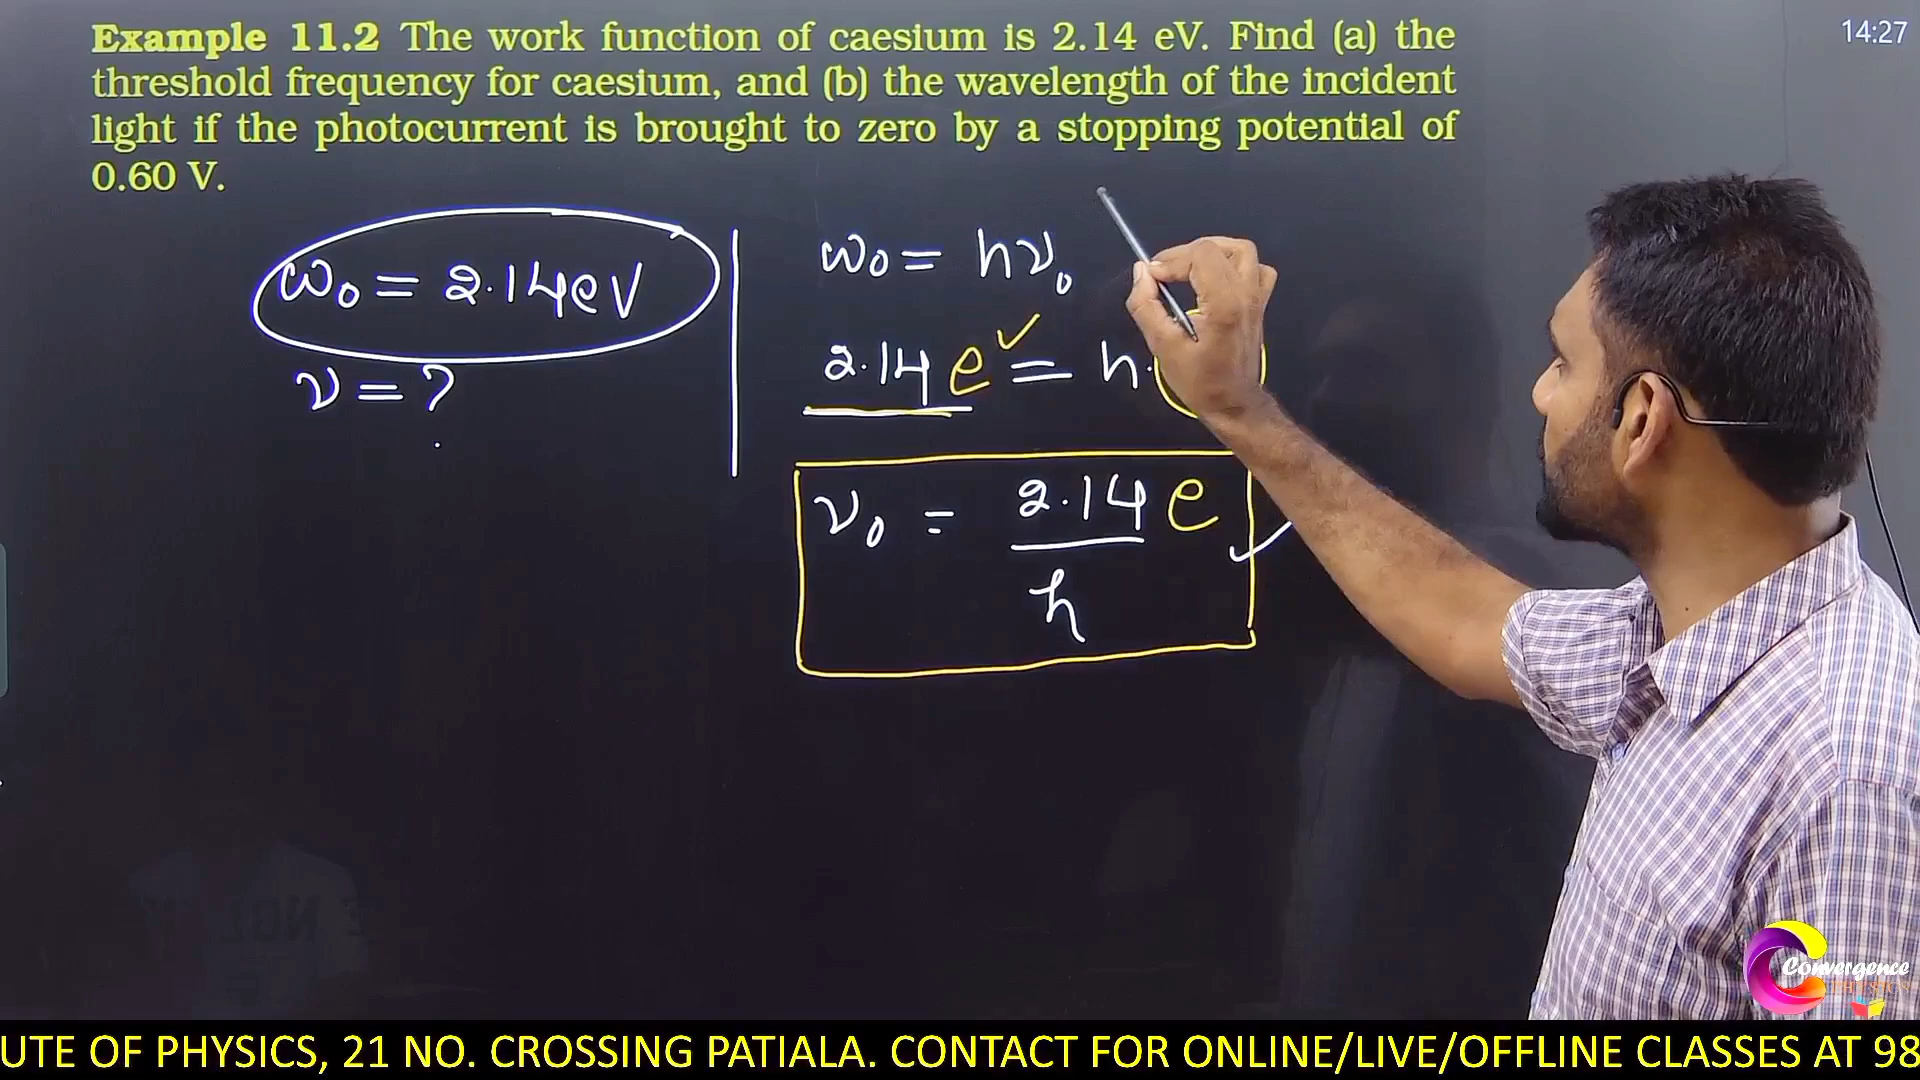 Example 11.2 The work function of caesium is 2.14 eV. Find (a) the
threshold frequency for caesium, and (b) the wavelength of the incident
light if the photocurrent is brought to zero by a stopping potential of
0.60 V.
14:27
ω₀ = 2.14eV
ν = ?
ω₀ = hν₀
2.14 e = h.
ν₀ = 2.14 e
h
Convergence
PHYSICS
UTE OF PHYSICS, 21 NO. CROSSING PATIALA. CONTACT FOR ONLINE/LIVE/OFFLINE CLASSES AT 98